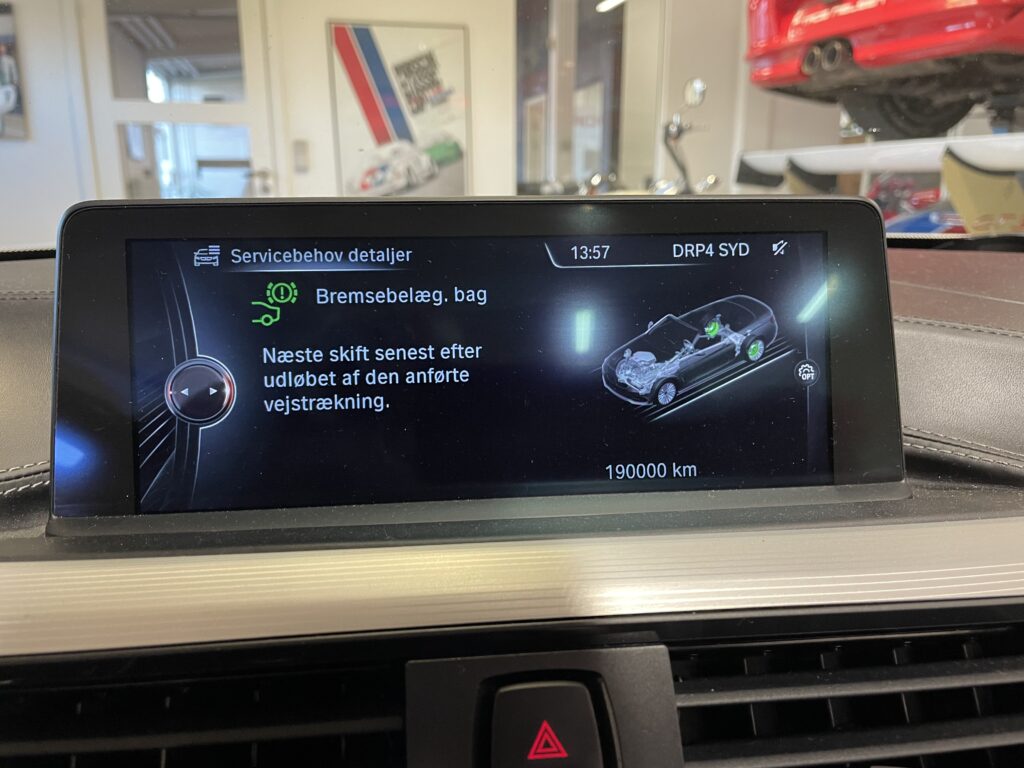 Servicebehov detaljer
13:57
DRP4 SYD
Bremsebelæg. bag
Næste skift senest efter
udløbet af den anførte
vejstrækning.
OPT
190000 km